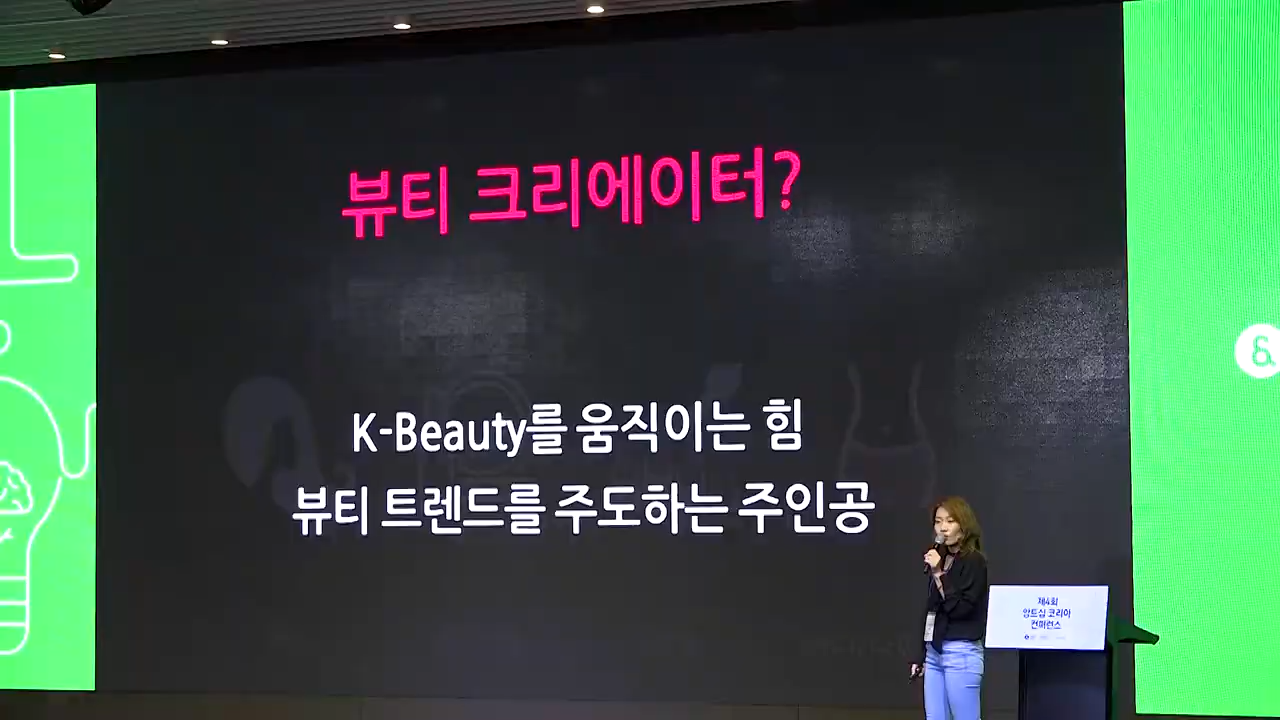 뷰티 크리에이터?
K-Beauty를 움직이는 힘
뷰티 트렌드를 주도하는 주인공
&
제4회
앙트십 코리아
컨퍼런스